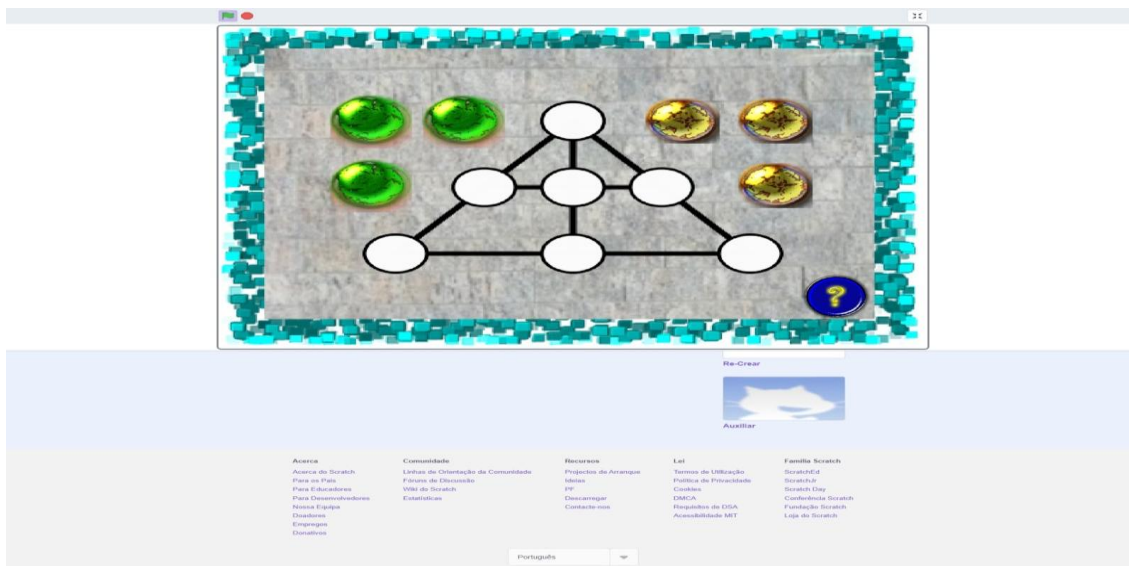 ?
Re-Crear
Auxiliar
Acerca
Acerca do Scratch
Para os Pais
Para Educadores
Para Desenvolvedores
Nossa Equipa
Doadores
Empregos
Donativos
Comunidade
Linhas de Orientação da Comunidade
Fóruns de Discussão
Wiki do Scratch
Estatísticas
Recursos
Projectos de Arranque
Ideias
PF
Descarregar
Contacte-nos
Lei
Termos de Utilização
Política de Privacidade
Cookies
DMCA
Requisitos de DSA
Acessibilidade MIT
Família Scratch
ScratchEd
ScratchJr
Scratch Day
Conferência Scratch
Fundação Scratch
Loja do Scratch
Português